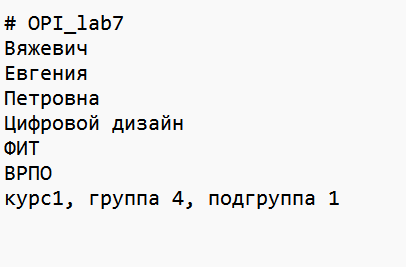 # OPI_lab7
Вяжевич
Евгения
Петровна
Цифровой дизайн
ФИТ
ВРПО
курс1, группа 4, подгруппа 1